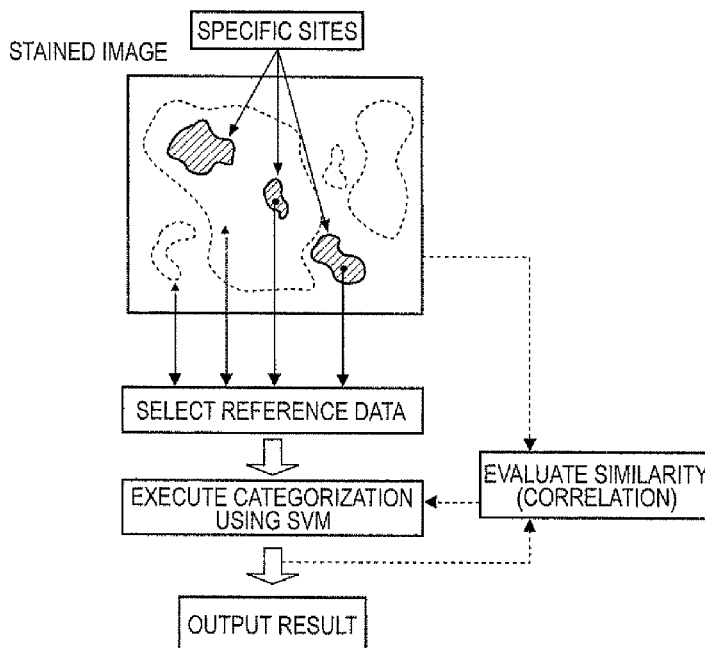 SPECIFIC SITES
STAINED IMAGE
SELECT REFERENCE DATA
EXECUTE CATEGORIZATION
USING SVM
EVALUATE SIMILARITY
(CORRELATION)
OUTPUT RESULT